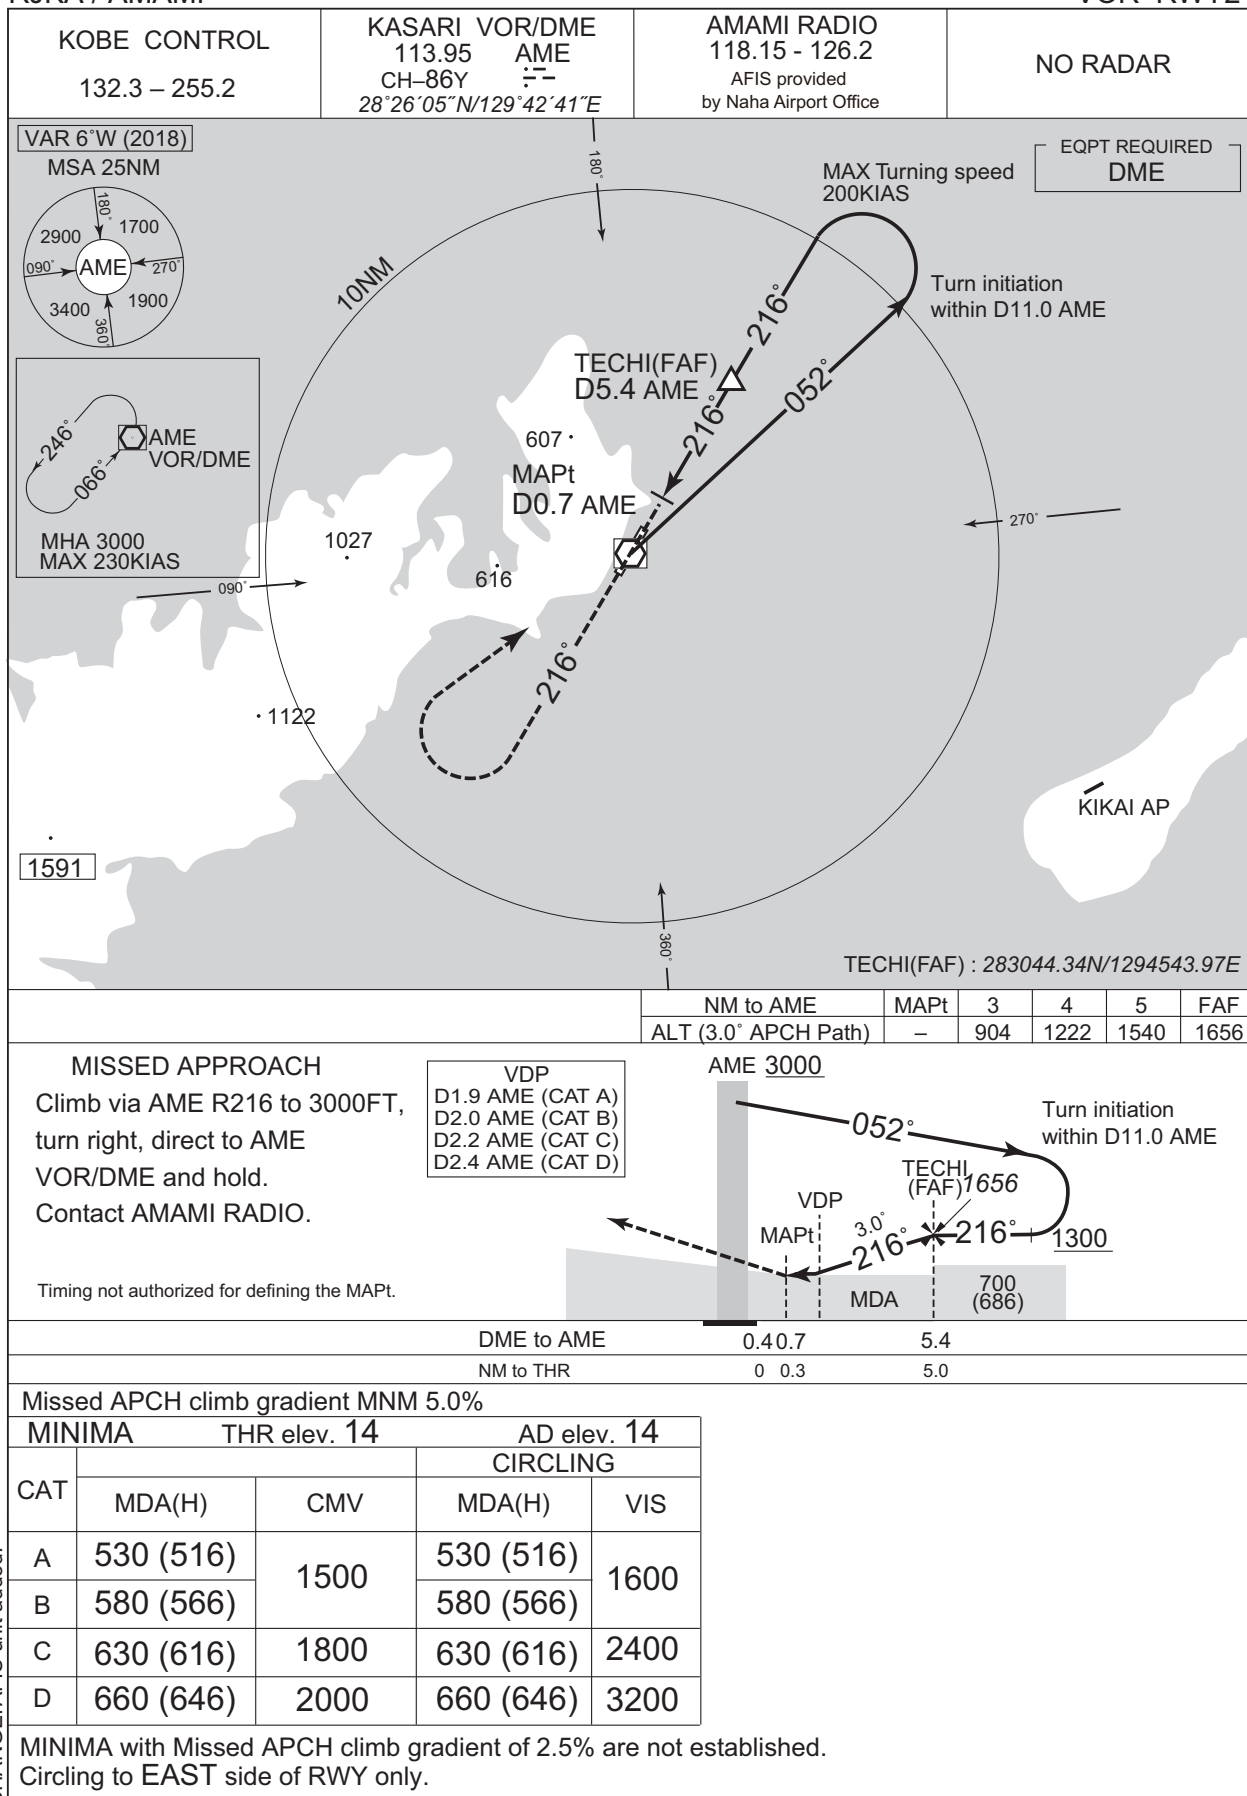 KOBE CONTROL
132.3 – 255.2
KASARI VOR/DME
113.95 AME
CH–86Y
28˚26´05˝N/129˚42´41˝E
AMAMI RADIO
118.15 - 126.2
AFIS provided
by Naha Airport Office
NO RADAR
VAR 6˚W (2018)
MSA 25NM
180˚
2900
1700
090˚
AME
270˚
3400
1900
360˚
180˚
MAX Turning speed
200KIAS
EQPT REQUIRED
DME
10NM
216˚
Turn initiation
within D11.0 AME
TECHI(FAF)
D5.4 AME
052˚
216˚
607
MAPt
D0.7 AME
246˚
066˚
AME
VOR/DME
MHA 3000
MAX 230KIAS
1027
616
270˚
090˚
216˚
1122
KIKAI AP
1591
360˚
TECHI(FAF) : 283044.34N/1294543.97E
NM to AME MAPt 3 4 5 FAF
ALT (3.0˚ APCH Path) – 904 1222 1540 1656
MISSED APPROACH
Climb via AME R216 to 3000FT,
turn right, direct to AME
VOR/DME and hold.
Contact AMAMI RADIO.
Timing not authorized for defining the MAPt.
VDP
D1.9 AME (CAT A)
D2.0 AME (CAT B)
D2.2 AME (CAT C)
D2.4 AME (CAT D)
AME 3000
052˚
Turn initiation
within D11.0 AME
TECHI
(FAF) 1656
VDP
MAPt
3.0˚
216˚
216˚
1300
MDA
700
(686)
DME to AME 0.4 0.7 5.4
NM to THR 0 0.3 5.0
Missed APCH climb gradient MNM 5.0%
MINIMA THR elev. 14 AD elev. 14
CIRCLING
CAT MDA(H) CMV MDA(H) VIS
A 530 (516) 1500 530 (516) 1600
B 580 (566) 580 (566)
C 630 (616) 1800 630 (616) 2400
D 660 (646) 2000 660 (646) 3200
MINIMA with Missed APCH climb gradient of 2.5% are not established.
Circling to EAST side of RWY only.